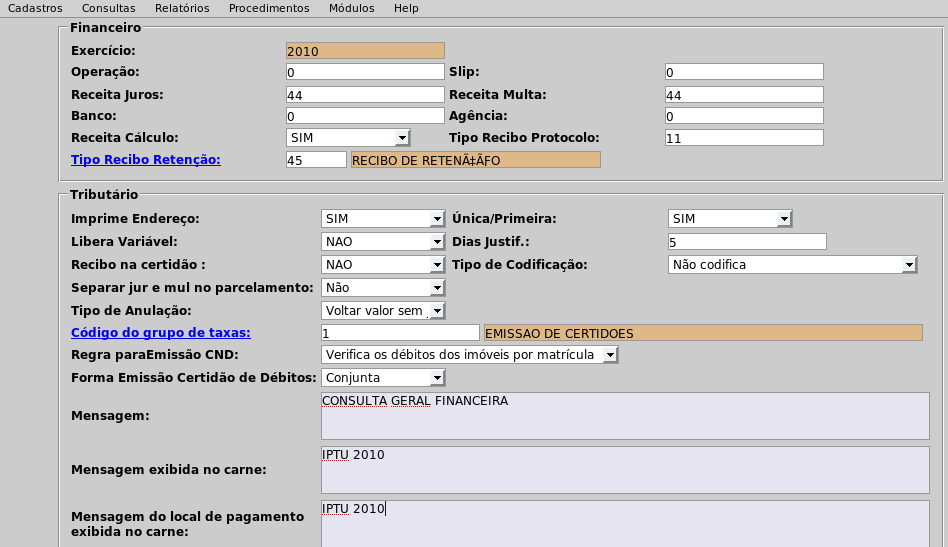 Cadastros Consultas Relatórios Procedimentos Módulos Help
Financeiro
Exercício: 2010
Operação: 0 Slip: 0
Receita Juros: 44 Receita Multa: 44
Banco: 0 Agência: 0
Receita Cálculo: SIM Tipo Recibo Protocolo: 11
Tipo Recibo Retenção: 45 RECIBO DE RETENÃ‡ÃƑO
Tributário
Imprime Endereço: SIM Única/Primeira: SIM
Libera Variável: NAO Dias Justif.: 5
Recibo na certidão : NAO Tipo de Codificação: Não codifica
Separar jur e mul no parcelamento: Não
Tipo de Anulação: Voltar valor sem
Código do grupo de taxas: 1 EMISSAO DE CERTIDOES
Regra paraEmissão CND: Verifica os débitos dos imóveis por matrícula
Forma Emissão Certidão de Débitos: Conjunta
Mensagem: CONSULTA GERAL FINANCEIRA
Mensagem exibida no carne: IPTU 2010
Mensagem do local de pagamento
exibida no carne: IPTU 2010